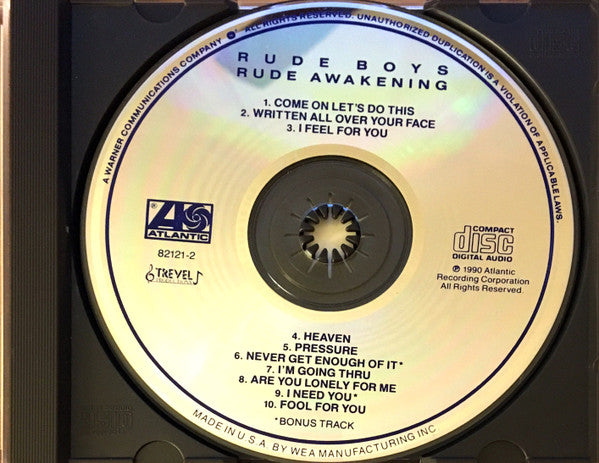 A WARNER COMMUNICATIONS COMPANY ALL RIGHTS RESERVED. UNAUTHORIZED DUPLICATION IS A VIOLATION OF APPLICABLE LAWS.
RUDE BOYS
RUDE AWAKENING
1. COME ON LET'S DO THIS
2. WRITTEN ALL OVER YOUR FACE
3. I FEEL FOR YOU
ATLANTIC
82121-2
TREVEL
PRODUCTIONS
COMPACT
disc
DIGITAL AUDIO
℗ 1990 Atlantic
Recording Corporation
All Rights Reserved.
4. HEAVEN
5. PRESSURE
6. NEVER GET ENOUGH OF IT*
7. I'M GOING THRU
8. ARE YOU LONELY FOR ME
9. I NEED YOU*
10. FOOL FOR YOU
*BONUS TRACK
MADE IN U.S.A. BY WEA MANUFACTURING INC